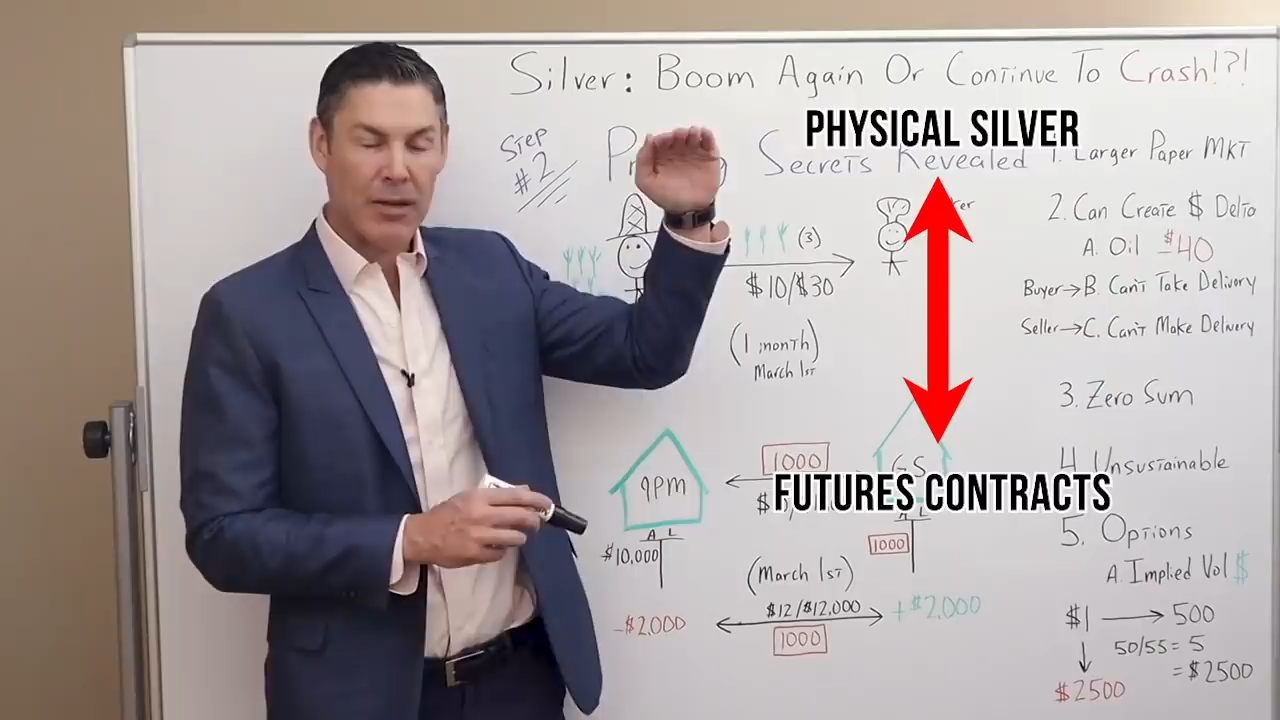 Silver: Boom Again Or Continue To Crash!?!
STEP
#2
Secrets Revealed
PHYSICAL SILVER
(3)
$10/$30
(1 month)
March 1st
1. Larger Paper Mkt
2. Can Create $ Delta
A. Oil -$40
Buyer→B. Can't Take Delivery
Seller→C. Can't Make Delivery
3. Zero Sum
4. Unsustainable
5. Options
A. Implied Vol $
$1 → 500
50/55 = 5
= $2500
$2500
FUTURES CONTRACTS
1000
GS
A L
1000
A L
$10,000
(March 1st)
$12/$12,000
1000
-$2,000
+$2,000